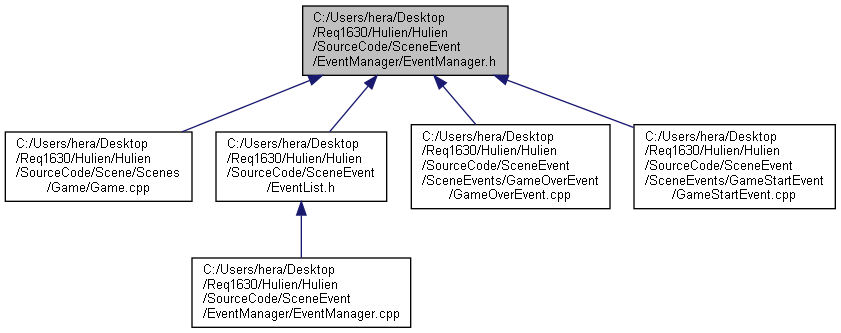 C:/Users/hera/Desktop
/Req1630/Hulien/Hulien
/SourceCode/SceneEvent
/EventManager/EventManager.h
C:/Users/hera/Desktop
/Req1630/Hulien/Hulien
/SourceCode/Scene/Scenes
/Game/Game.cpp
C:/Users/hera/Desktop
/Req1630/Hulien/Hulien
/SourceCode/SceneEvent
/EventList.h
C:/Users/hera/Desktop
/Req1630/Hulien/Hulien
/SourceCode/SceneEvent
/SceneEvents/GameOverEvent
/GameOverEvent.cpp
C:/Users/hera/Desktop
/Req1630/Hulien/Hulien
/SourceCode/SceneEvent
/SceneEvents/GameStartEvent
/GameStartEvent.cpp
C:/Users/hera/Desktop
/Req1630/Hulien/Hulien
/SourceCode/SceneEvent
/EventManager/EventManager.cpp